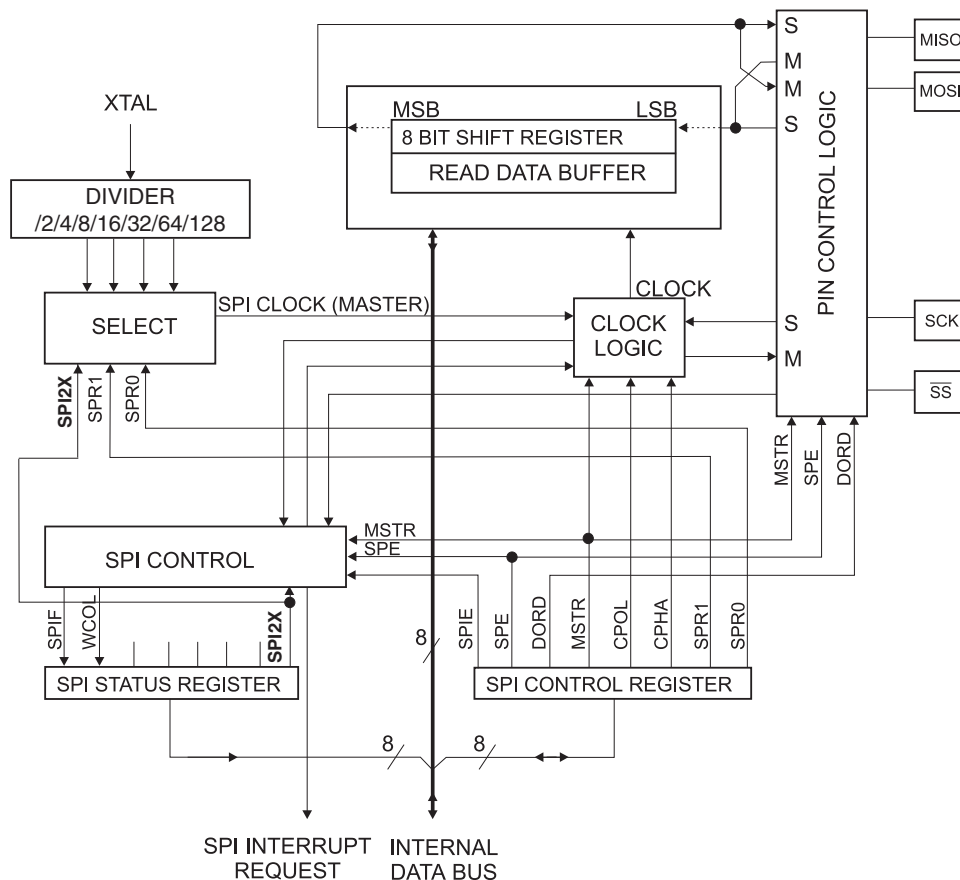 S
MISO
M
M
MOSI
S
PIN CONTROL LOGIC
XTAL
MSB
LSB
8 BIT SHIFT REGISTER
READ DATA BUFFER
DIVIDER
/2/4/8/16/32/64/128
SPI CLOCK (MASTER)
CLOCK
SELECT
CLOCK
LOGIC
S
M
SCK
SS
SPI2X
SPR1
SPR0
MSTR
SPE
DORD
MSTR
SPE
SPI CONTROL
SPIF
WCOL
SPI2X
8
SPIE
SPE
DORD
MSTR
CPOL
CPHA
SPR1
SPR0
SPI STATUS REGISTER
SPI CONTROL REGISTER
8
8
SPI INTERRUPT
REQUEST
INTERNAL
DATA BUS